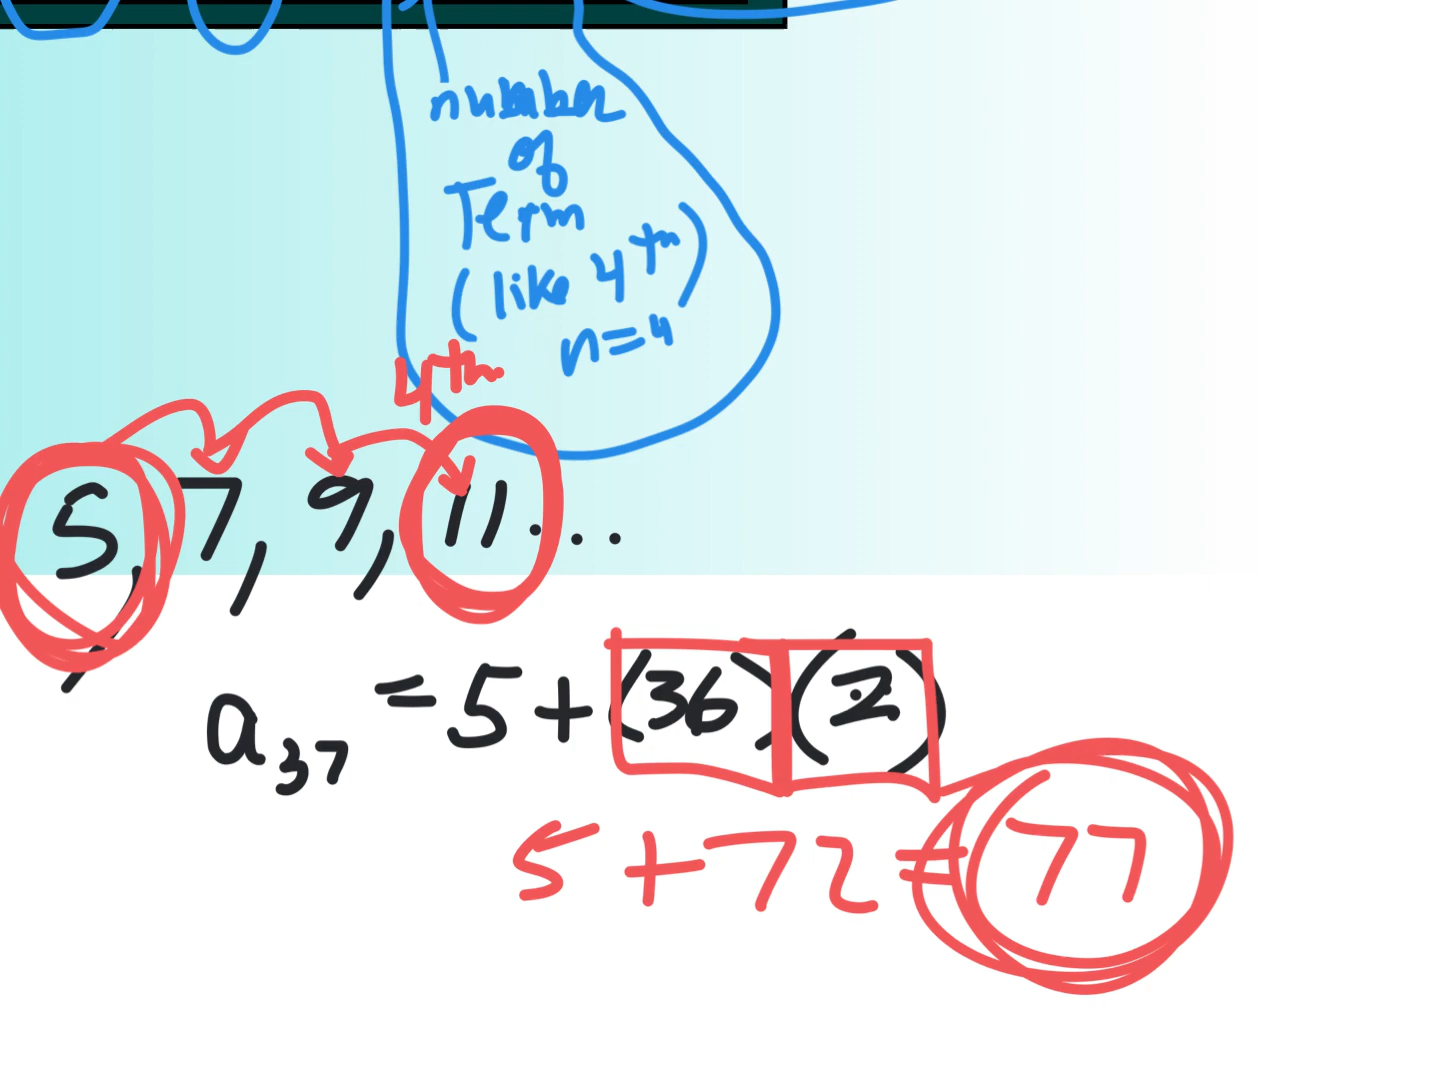 number
of
Term
(like 4th)
n=4
4th
5, 7, 9, 11...
a37 = 5+(36)(2)
5+72=77